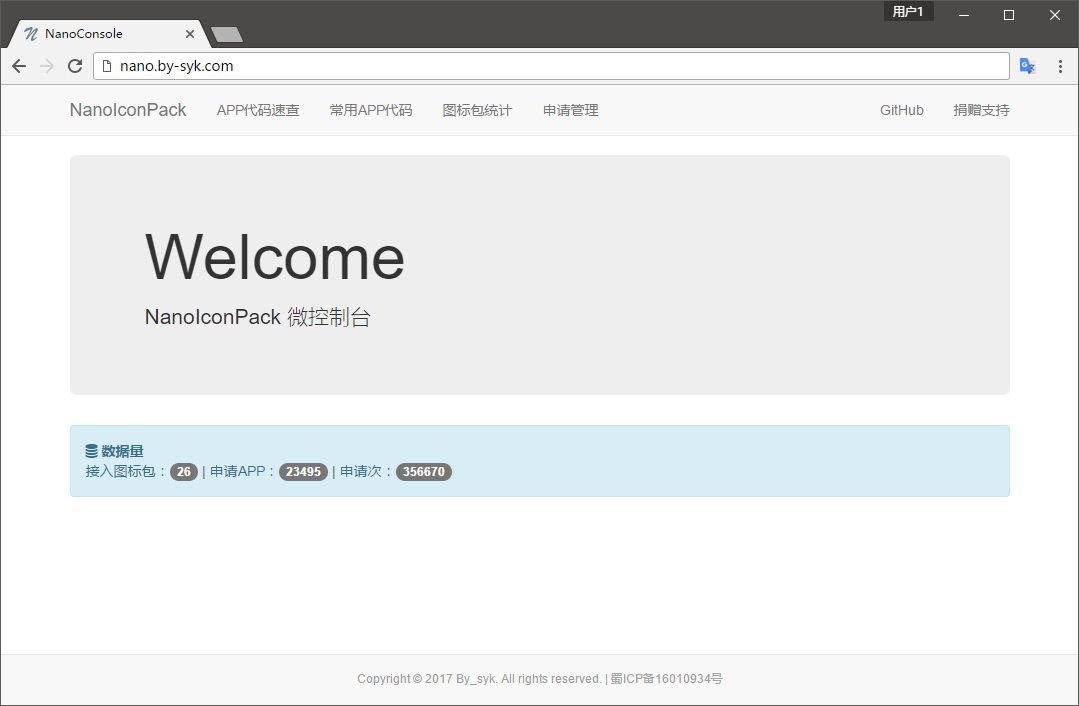 用户1
NanoConsole
nano.by-syk.com
NanoIconPack APP代码速查 常用APP代码 图标包统计 申请管理 GitHub 捐赠支持
Welcome
NanoIconPack 微控制台
数据量
接入图标包：26 | 申请APP：23495 | 申请次：356670
Copyright © 2017 By_syk. All rights reserved. | 蜀ICP备16010934号